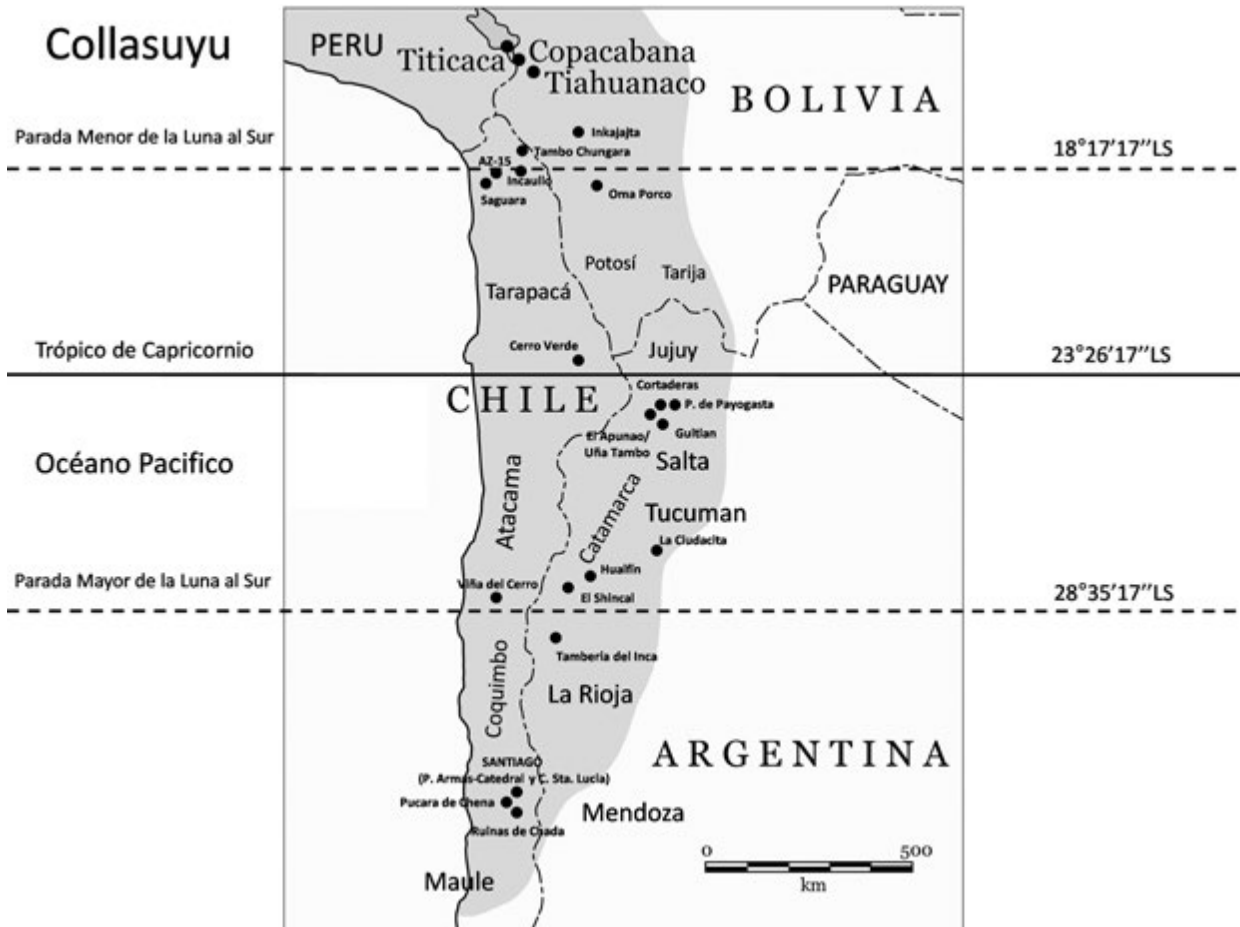 Collasuyu
PERU
Titicaca
Copacabana
Tiahuanaco
BOLIVIA
Inkajajta
Parada Menor de la Luna al Sur
Tambo Chungara
18°17'17''LS
AZ-15
Incaullo
Saguara
Oma Porco
Potosí
Tarija
Tarapacá
PARAGUAY
Trópico de Capricornio
Cerro Verde
Jujuy
23°26'17''LS
Cortaderas
CHILE
P. de Payogasta
Guitian
El Apunao/
Uña Tambo
Océano Pacifico
Salta
Atacama
Catamarca
Tucuman
La Ciudacita
Hualfin
Parada Mayor de la Luna al Sur
Viña del Cerro
El Shincal
28°35'17''LS
Tambería del Inca
Coquimbo
La Rioja
ARGENTINA
SANTIAGO
(P. Armas-Catedral y C. Sta. Lucía)
Pucara de Chena
Mendoza
Ruinas de Chada
0 500
km
Maule